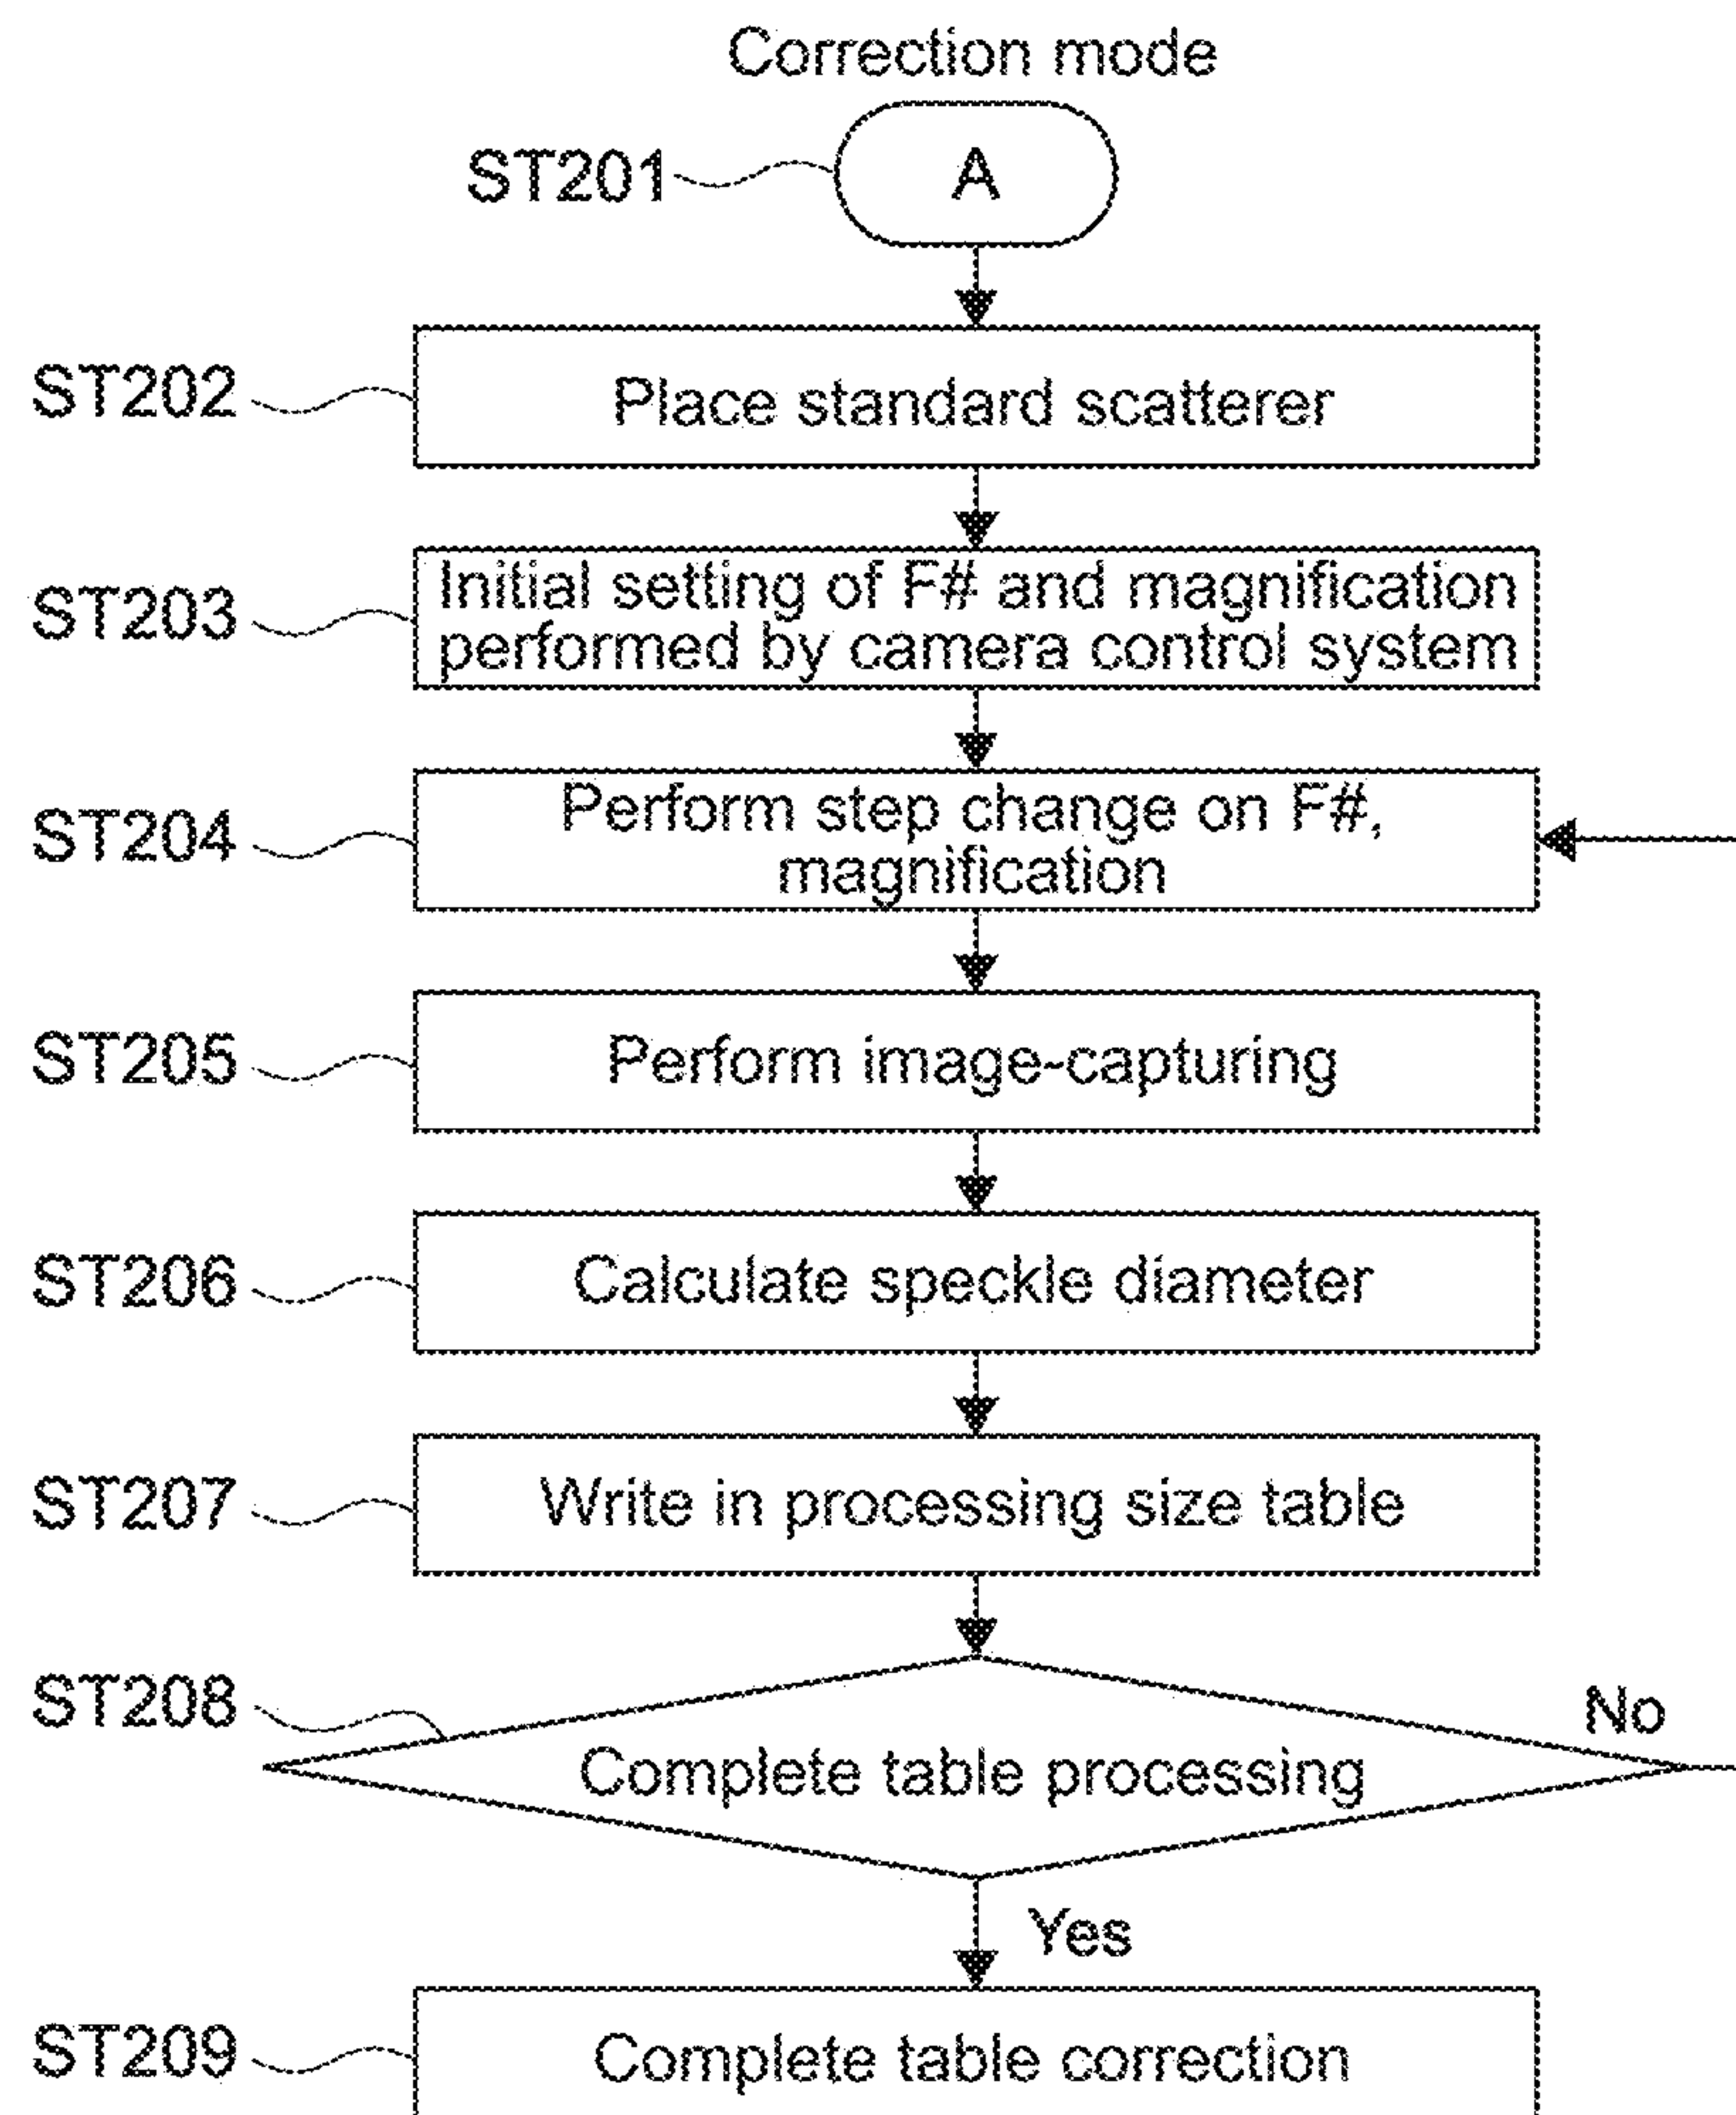 Correction mode
ST201
A
ST202
Place standard scatterer
ST203
Initial setting of F# and magnification
performed by camera control system
ST204
Perform step change on F#,
magnification
ST205
Perform image-capturing
ST206
Calculate speckle diameter
ST207
Write in processing size table
ST208
No
Complete table processing
Yes
ST209
Complete table correction